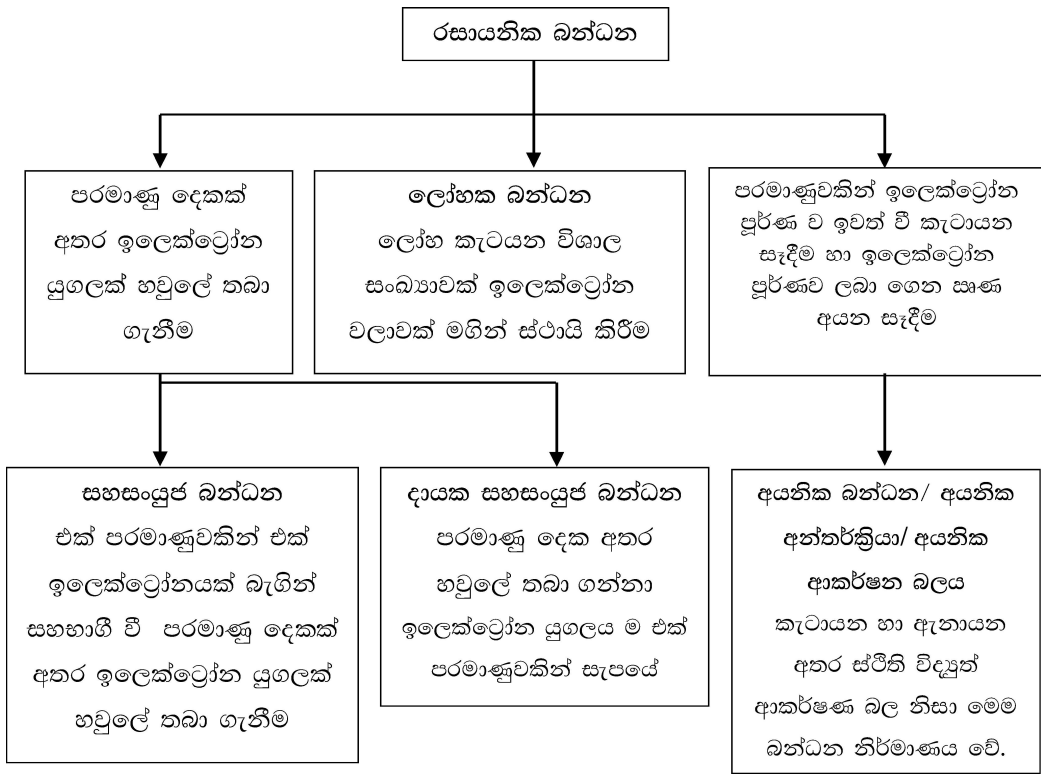 රසායනික බන්ධන
පරමාණු දෙකක්
අතර ඉලෙක්ට්‍රෝන
යුගලක් හවුලේ තබා
ගැනීම
ලෝහක බන්ධන
ලෝහ කැටයන විශාල
සංඛ්‍යාවක් ඉලෙක්ට්‍රෝන
වලාවක් මගින් ස්ථායි කිරීම
පරමාණුවකින් ඉලෙක්ට්‍රෝන
පූර්ණ ව ඉවත් වී කැටායන
සෑදීම හා ඉලෙක්ට්‍රෝන
පූර්ණව ලබා ගෙන ඍණ
අයන සෑදීම
සහසංයුජ බන්ධන
එක් පරමාණුවකින් එක්
ඉලෙක්ට්‍රෝනයක් බැගින්
සහභාගී වී පරමාණු දෙකක්
අතර ඉලෙක්ට්‍රෝන යුගලක්
හවුලේ තබා ගැනීම
දායක සහසංයුජ බන්ධන
පරමාණු දෙක අතර
හවුලේ තබා ගන්නා
ඉලෙක්ට්‍රෝන යුගලය ම එක්
පරමාණුවකින් සැපයේ
අයනික බන්ධන/ අයනික
අන්තර්ක්‍රියා/ අයනික
ආකර්ෂන බලය
කැටායන හා ඇනායන
අතර ස්ථිති විද්‍යුත්
ආකර්ෂණ බල නිසා මෙම
බන්ධන නිර්මාණය වේ.